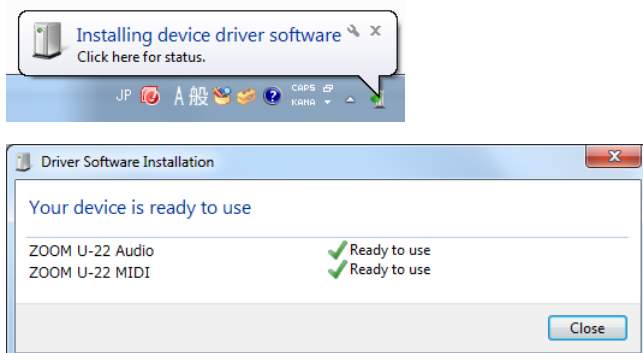 Installing device driver software
Click here for status.
JP A 般 CAPS
KANA
Driver Software Installation
Your device is ready to use
ZOOM U-22 Audio Ready to use
ZOOM U-22 MIDI Ready to use
Close